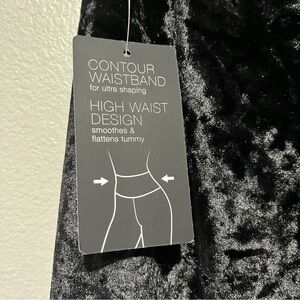 CONTOUR
WAISTBAND
for ultra shaping
HIGH WAIST
DESIGN
smoothes &
flattens tummy